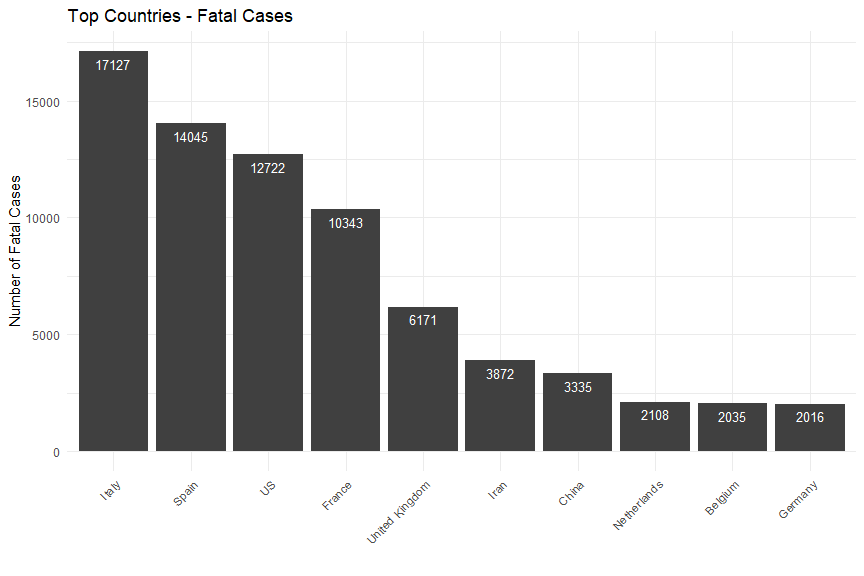 Top Countries - Fatal Cases
Number of Fatal Cases
15000
10000
5000
0
17127
14045
12722
10343
6171
3872
3335
2108
2035
2016
Italy
Spain
US
France
United Kingdom
Iran
China
Netherlands
Belgium
Germany